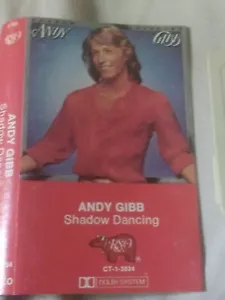 ANDY GIBB
ANDY GIBB
Shadow Dancing
RSO
®
CT-1-3034
DOLBY SYSTEM
ANDY GIBB
Shadow Dancing